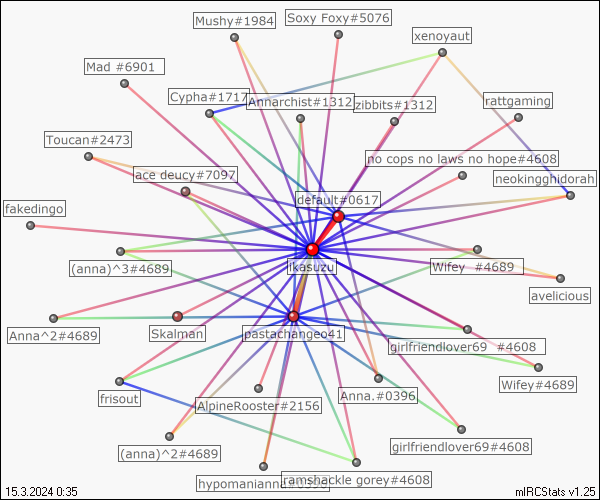 Mushy#1984
Soxy Foxy#5076
xenoyaut
Mad #6901
Cypha#1717
Annarchist#1312
zibbits#1312
rattgaming
Toucan#2473
no cops no laws no hope#4608
ace deucy#7097
neokingghidorah
default#0617
fakedingo
ikasuzu
(anna)^3#4689
Wifey #4689
avelicious
Anna^2#4689
Skalman
pastachangeo41
girlfriendlover69 #4608
Wifey#4689
frisout
AlpineRooster#2156
Anna.#0396
(anna)^2#4689
girlfriendlover69#4608
hypomanianna#0396
ramshackle gorey#4608
15.3.2024 0:35
mIRCStats v1.25